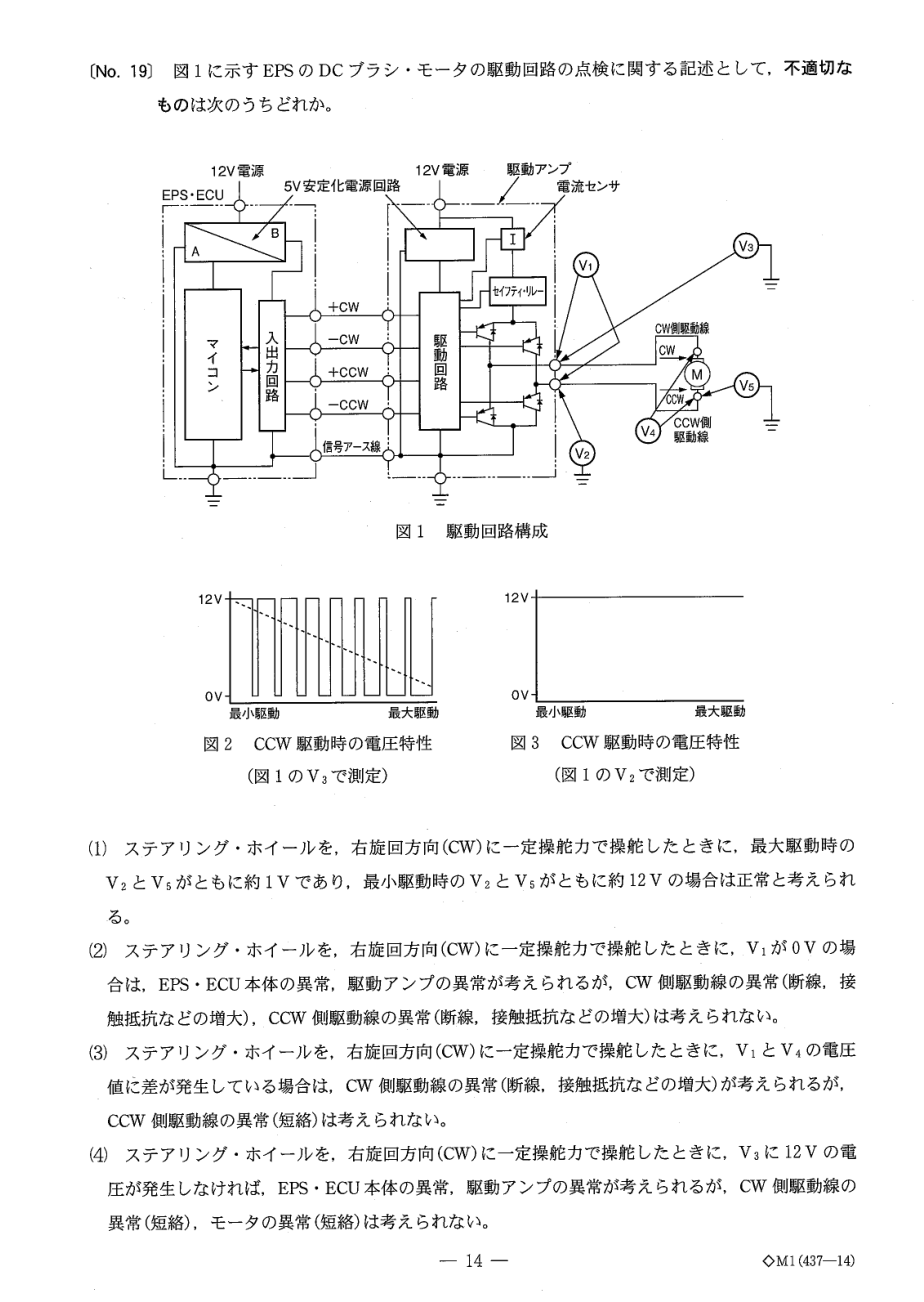 〔No. 19〕 図1に示す EPS の DC ブラシ・モータの駆動回路の点検に関する記述として，不適切な
ものは次のうちどれか。
12V電源
12V電源
駆動アンプ
EPS・ECU
5V安定化電源回路
電流センサ
A
B
I
V1
V3
セイフティ・リレー
マイコン
入出力回路
駆動回路
+CW
−CW
+CCW
−CCW
信号アース線
CW側駆動線
CW
M
CCW
V5
V4
CCW側
駆動線
V2
図1 駆動回路構成
12V
0V
最小駆動
最大駆動
12V
0V
最小駆動
最大駆動
図2 CCW 駆動時の電圧特性
(図1のV3で測定)
図3 CCW 駆動時の電圧特性
(図1のV2で測定)
(1) ステアリング・ホイールを，右旋回方向(CW)に一定操舵力で操舵したときに，最大駆動時の
V2とV5がともに約1Vであり，最小駆動時のV2とV5がともに約12Vの場合は正常と考えられ
る。
(2) ステアリング・ホイールを，右旋回方向(CW)に一定操舵力で操舵したときに，V1が0Vの場
合は，EPS・ECU本体の異常，駆動アンプの異常が考えられるが，CW 側駆動線の異常(断線，接
触抵抗などの増大)，CCW 側駆動線の異常(断線，接触抵抗などの増大)は考えられない。
(3) ステアリング・ホイールを，右旋回方向(CW)に一定操舵力で操舵したときに，V1とV4の電圧
値に差が発生している場合は，CW 側駆動線の異常(断線，接触抵抗などの増大)が考えられるが，
CCW 側駆動線の異常(短絡)は考えられない。
(4) ステアリング・ホイールを，右旋回方向(CW)に一定操舵力で操舵したときに，V3に12Vの電
圧が発生しなければ，EPS・ECU本体の異常，駆動アンプの異常が考えられるが，CW 側駆動線の
異常(短絡)，モータの異常(短絡)は考えられない。
— 14 —
◇M1(437—14)